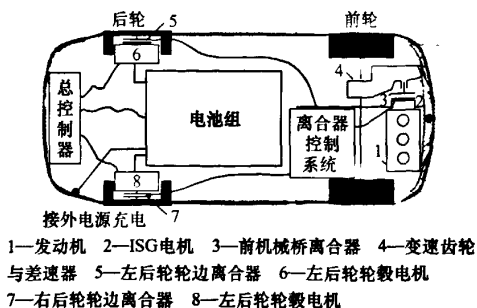 后轮
5
前轮
6
4
总控制器
电池组
离合器
控制
系统
2
1
8
接外电源充电
7
1—发动机 2—ISG电机 3—前机械桥离合器 4—变速齿轮
与差速器 5—左后轮轮边离合器 6—左后轮轮毂电机
7—右后轮轮边离合器 8—左后轮轮毂电机